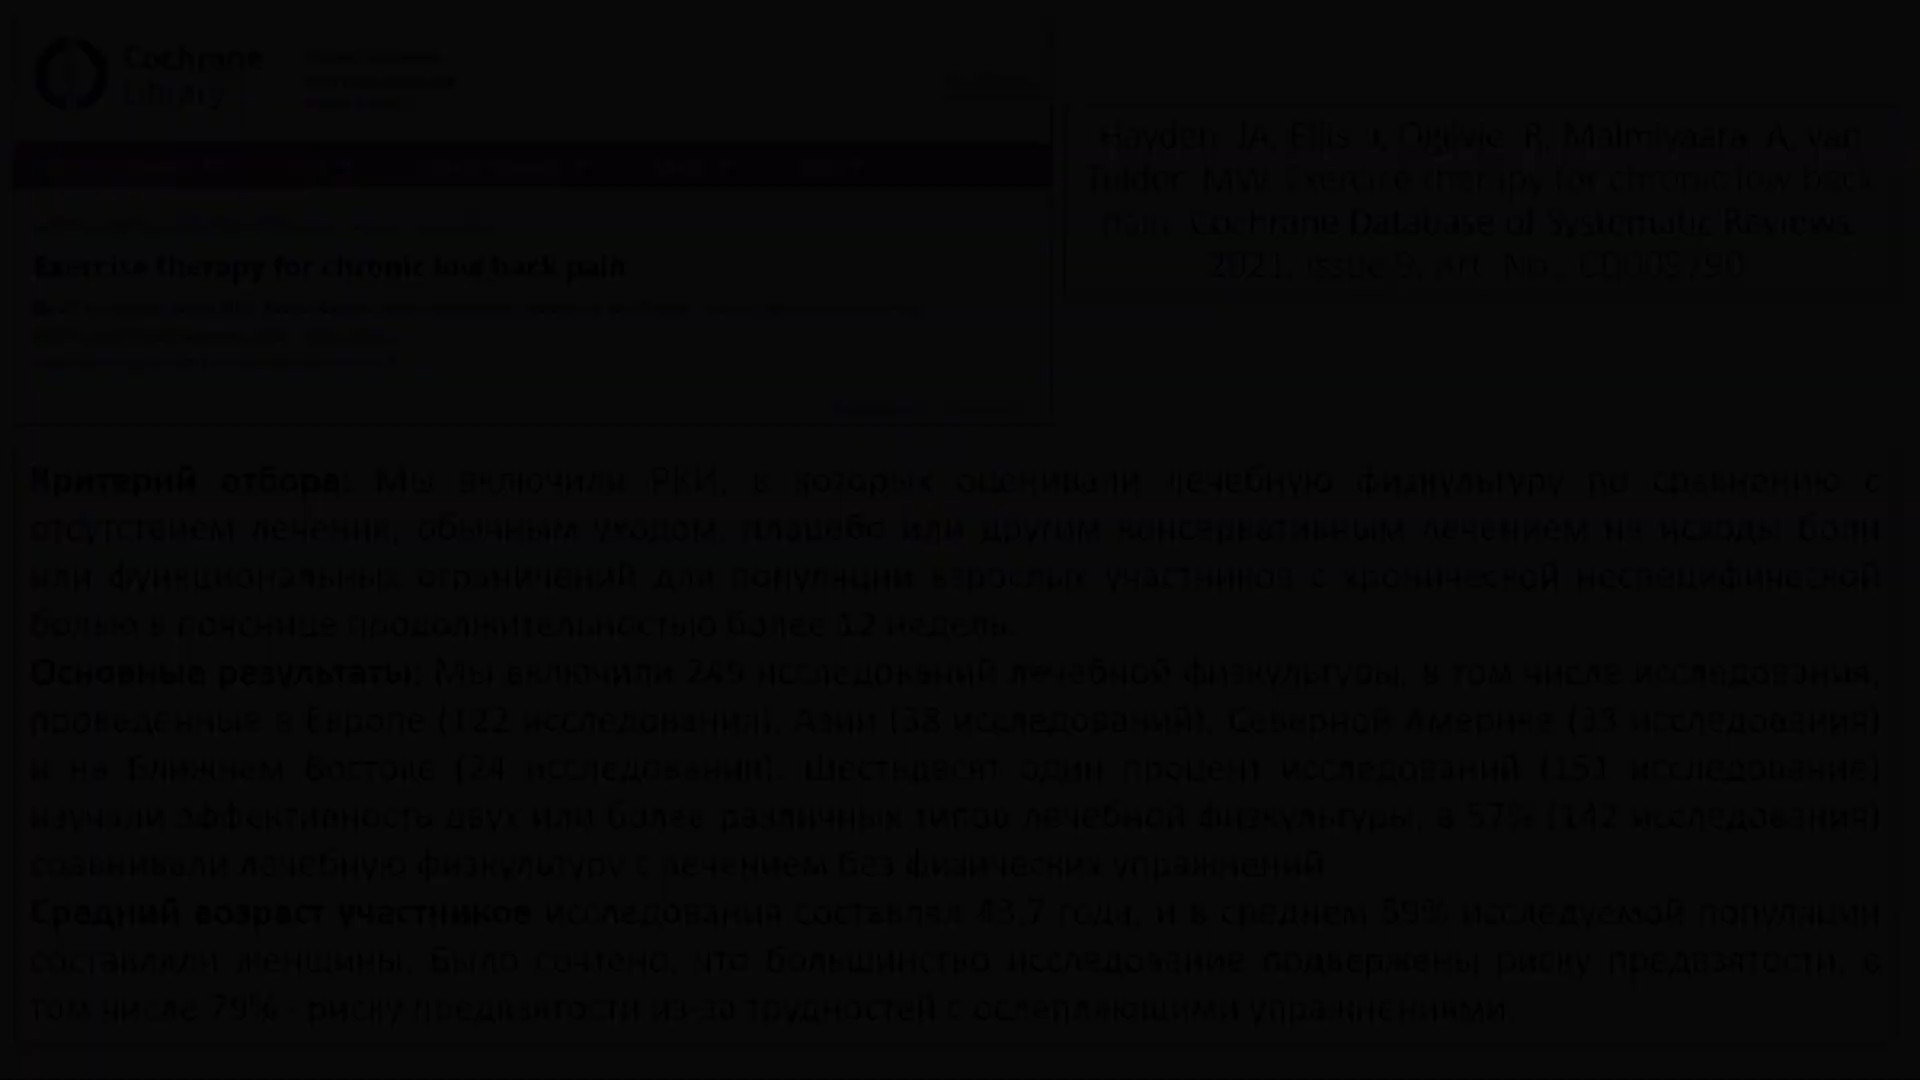 Cochrane
Library
Exercise therapy for chronic low back pain
Hayden JA, Ellis J, Ogilvie R, Malmivaara A, van
Tulder MW. Exercise therapy for chronic low back
pain. Cochrane Database of Systematic Reviews
2021, Issue 9. Art. No.: CD009790
Критерий отбора: Мы включили РКИ, в которых оценивали лечебную физкультуру по сравнению с
отсутствием лечения, обычным уходом, плацебо или другим консервативным лечением на исходы боли
или функциональных ограничений для популяции взрослых участников с хронической неспецифической
болью в пояснице продолжительностью более 12 недель.
Основные результаты: Мы включили 249 исследований лечебной физкультуры, в том числе исследования,
проведенные в Европе (122 исследования), Азии (38 исследований), Северной Америке (33 исследования)
и на Ближнем Востоке (24 исследования). Шестьдесят один процент исследований (151 исследование)
изучали эффективность двух или более различных типов лечебной физкультуры, а 57% (142 исследования)
сравнивали лечебную физкультуру с лечением без физических упражнений.
Средний возраст участников исследования составлял 43,7 года, и в среднем 59% исследуемой популяции
составляли женщины. Было сочтено, что большинство исследование подвержены риску предвзятости, в
том числе 79% - риску предвзятости из-за трудностей с ослепляющими упражнениями